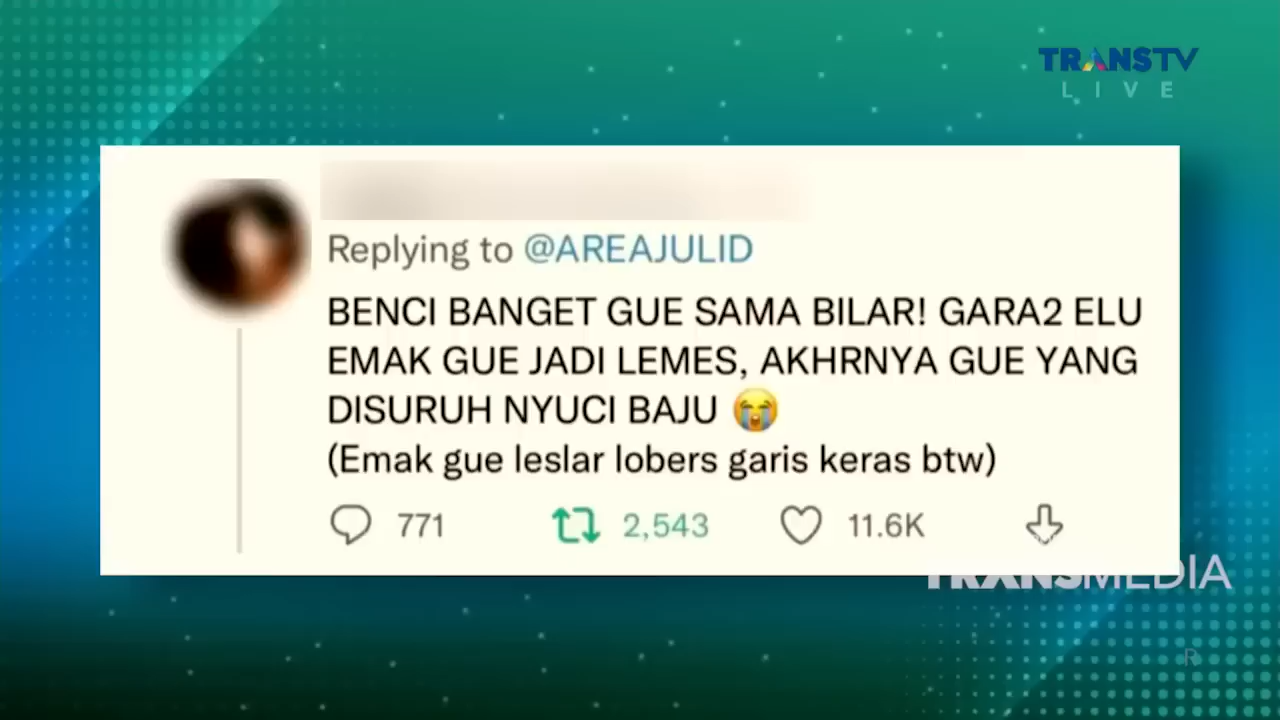 TRANSTV
LIVE
Replying to @AREAJULID
BENCI BANGET GUE SAMA BILAR! GARA2 ELU
EMAK GUE JADI LEMES, AKHRNYA GUE YANG
DISURUH NYUCI BAJU 😭
(Emak gue leslar lobers garis keras btw)
771 2,543 11.6K
TRANSMEDIA
R